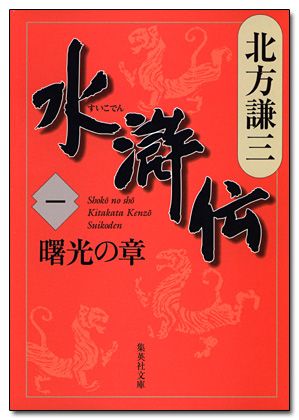 北方謙三
水滸伝
すいこでん
一
曙光の章
Shokō no shō
Kitakata Kenzō
Suikoden
集英社文庫